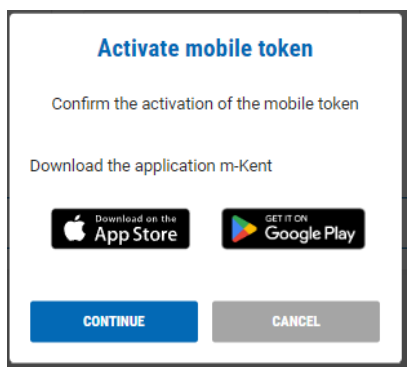 Activate mobile token
Confirm the activation of the mobile token
Download the application m-Kent
Download on the
App Store
GET IT ON
Google Play
CONTINUE
CANCEL